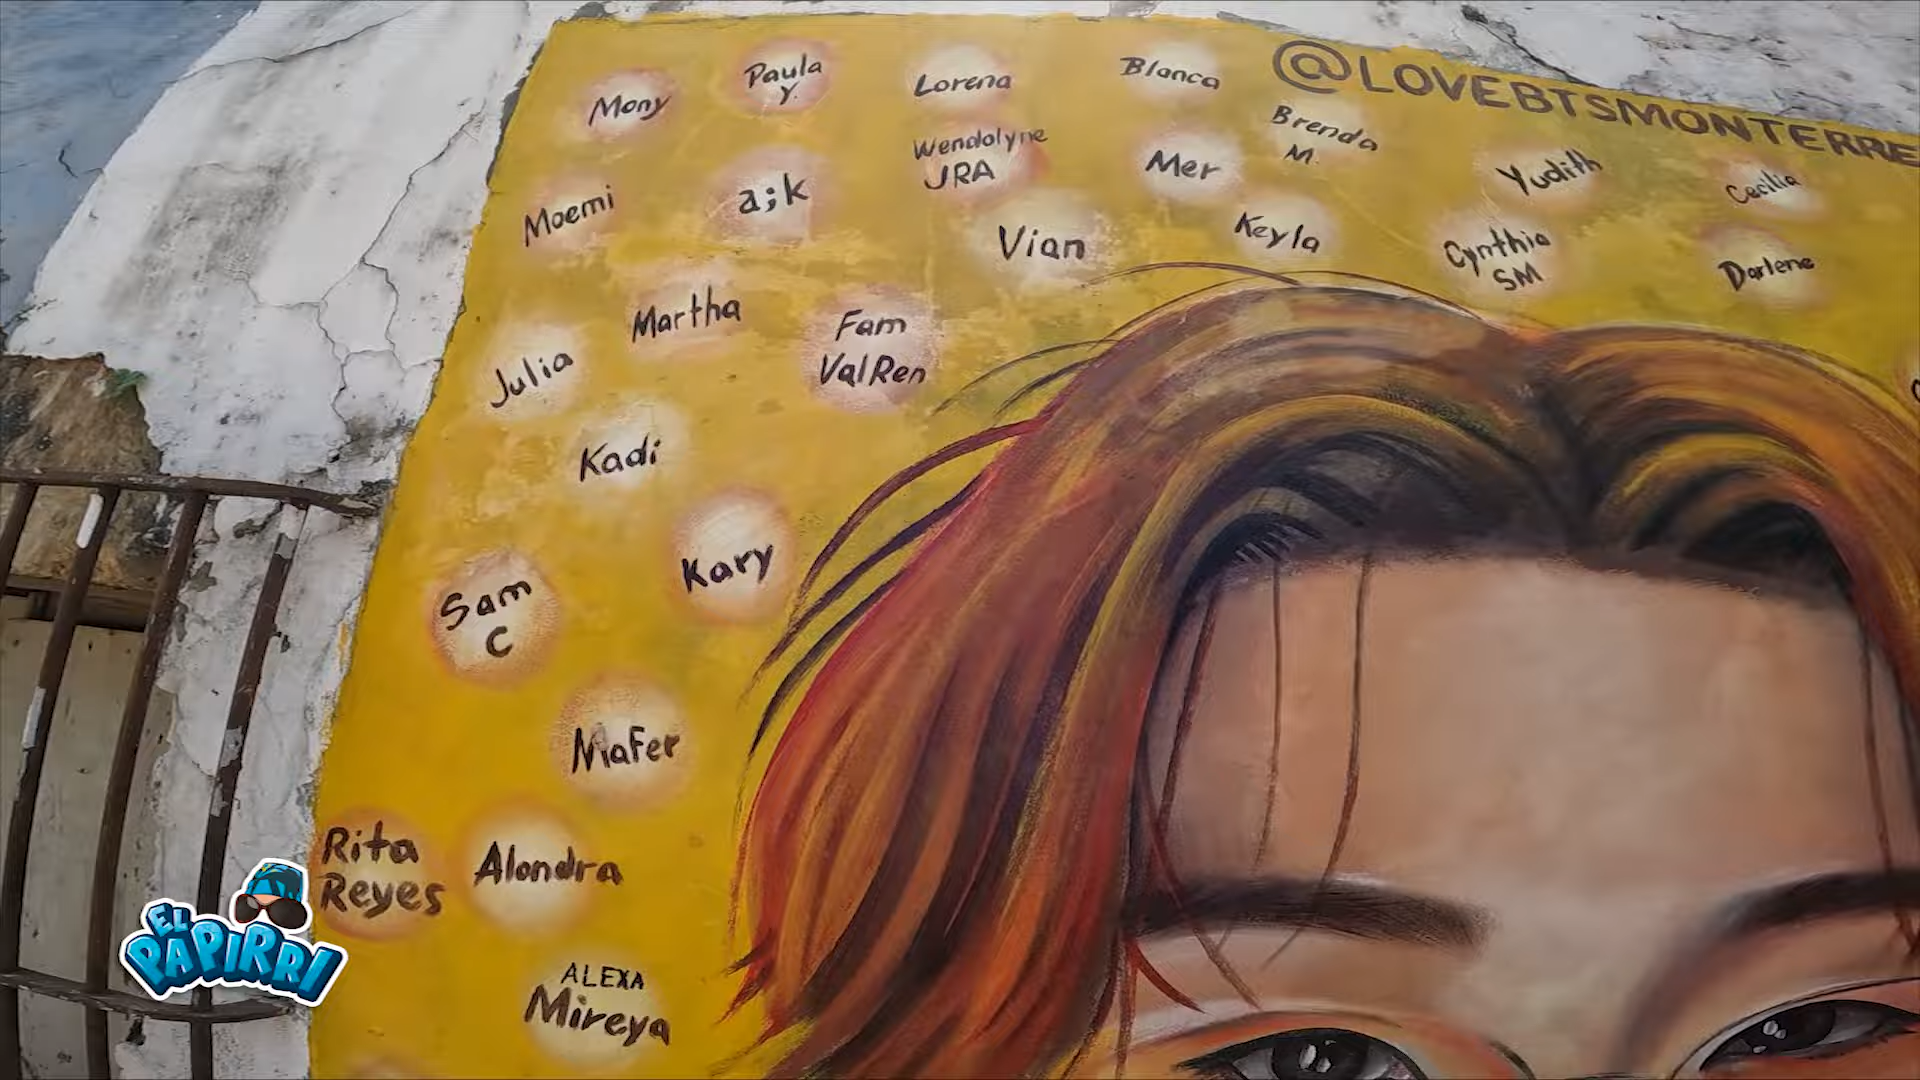 @LOVEBTSMONTERRE
Mony
Paula
Y.
Lorena
Blanca
Brenda
M.
Wendolyne
JRA
Mer
Yudith
Cecilia
Moemi
a;k
Vian
Keyla
Cynthia
SM
Darlene
Martha
Fam
ValRen
Julia
Kadi
Kary
Sam
C
Mafer
Rita
Reyes
Alondra
ALEXA
Mireya
EL
PAPIRRI